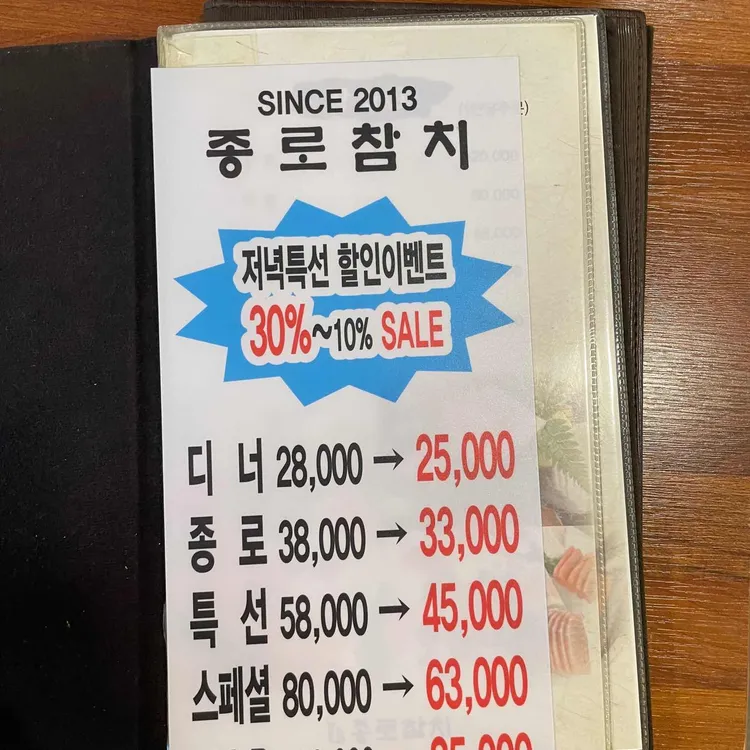 SINCE 2013
종로참치
저녁특선 할인이벤트
30%~10% SALE
디너 28,000 → 25,000
종로 38,000 → 33,000
특선 58,000 → 45,000
스페셜 80,000 → 63,000